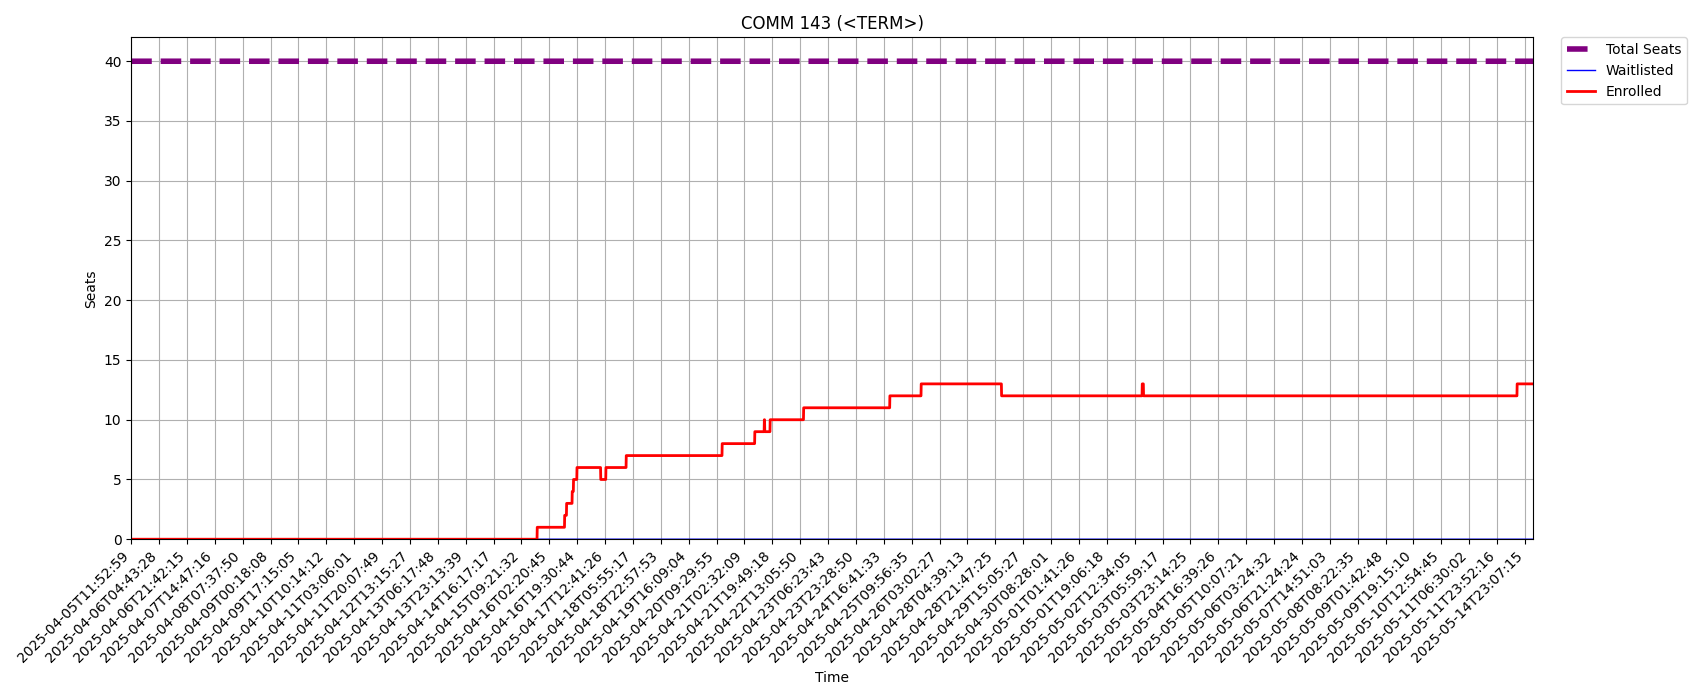 COMM 143 (<TERM>)
Total Seats
Waitlisted
Enrolled
Seats
40
35
30
25
20
15
10
5
0
2025-04-05T11:52:59
2025-04-06T04:43:28
2025-04-06T21:42:15
2025-04-07T14:47:16
2025-04-08T07:37:50
2025-04-09T00:18:08
2025-04-09T17:15:05
2025-04-10T10:14:12
2025-04-11T03:06:01
2025-04-11T20:07:49
2025-04-12T13:15:27
2025-04-13T06:17:48
2025-04-13T23:13:39
2025-04-14T16:17:17
2025-04-15T09:21:32
2025-04-16T02:20:45
2025-04-16T19:30:44
2025-04-17T12:41:26
2025-04-18T05:55:17
2025-04-18T22:57:53
2025-04-19T16:09:04
2025-04-20T09:29:55
2025-04-21T02:32:09
2025-04-21T19:49:18
2025-04-22T13:05:50
2025-04-23T06:23:43
2025-04-23T23:28:50
2025-04-24T16:41:33
2025-04-25T09:56:35
2025-04-26T03:02:27
2025-04-28T04:39:13
2025-04-28T21:47:25
2025-04-29T15:05:27
2025-04-30T08:28:01
2025-05-01T01:41:26
2025-05-01T19:06:18
2025-05-02T12:34:05
2025-05-03T05:59:17
2025-05-03T23:14:25
2025-05-04T16:39:26
2025-05-05T10:07:21
2025-05-06T03:24:32
2025-05-06T21:24:24
2025-05-07T14:51:03
2025-05-08T08:22:35
2025-05-09T01:42:48
2025-05-09T19:15:10
2025-05-10T12:54:45
2025-05-11T06:30:02
2025-05-11T23:52:16
2025-05-14T23:07:15
Time